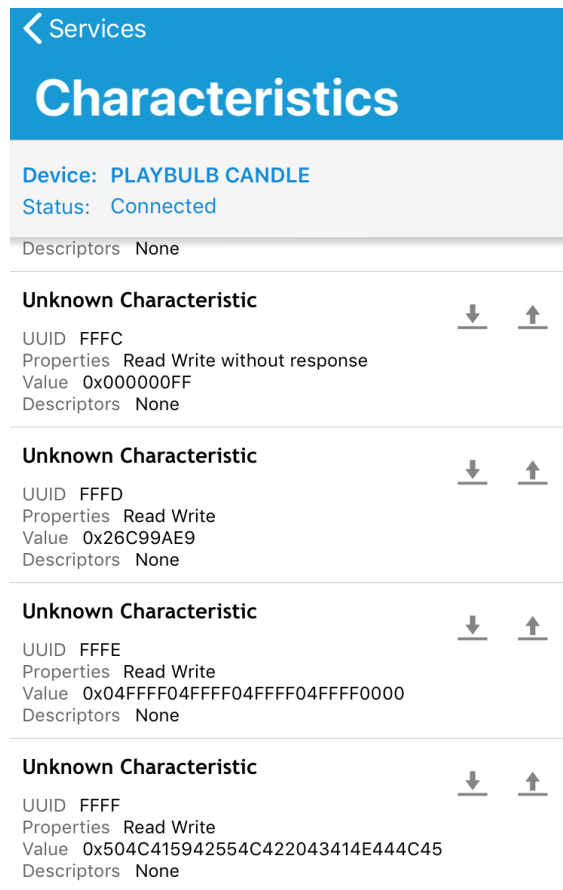 Services
Characteristics
Device: PLAYBULB CANDLE
Status: Connected
Descriptors None
Unknown Characteristic
UUID FFFC
Properties Read Write without response
Value 0x000000FF
Descriptors None
Unknown Characteristic
UUID FFFD
Properties Read Write
Value 0x26C99AE9
Descriptors None
Unknown Characteristic
UUID FFFE
Properties Read Write
Value 0x04FFFF04FFFF04FFFF04FFFF0000
Descriptors None
Unknown Characteristic
UUID FFFF
Properties Read Write
Value 0x504C415942554C422043414E444C45
Descriptors None